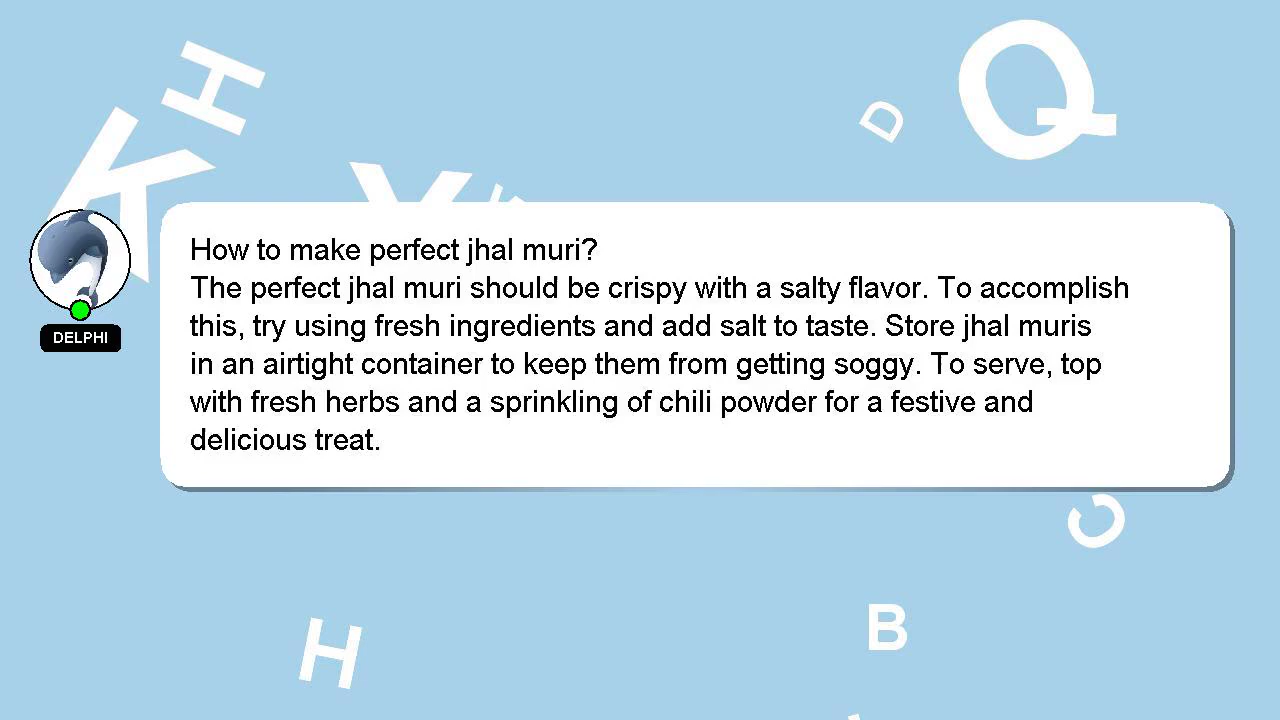 K
H
Q
D
How to make perfect jhal muri?
The perfect jhal muri should be crispy with a salty flavor. To accomplish
this, try using fresh ingredients and add salt to taste. Store jhal muris
in an airtight container to keep them from getting soggy. To serve, top
with fresh herbs and a sprinkling of chili powder for a festive and
delicious treat.
DELPHI
C
B
H